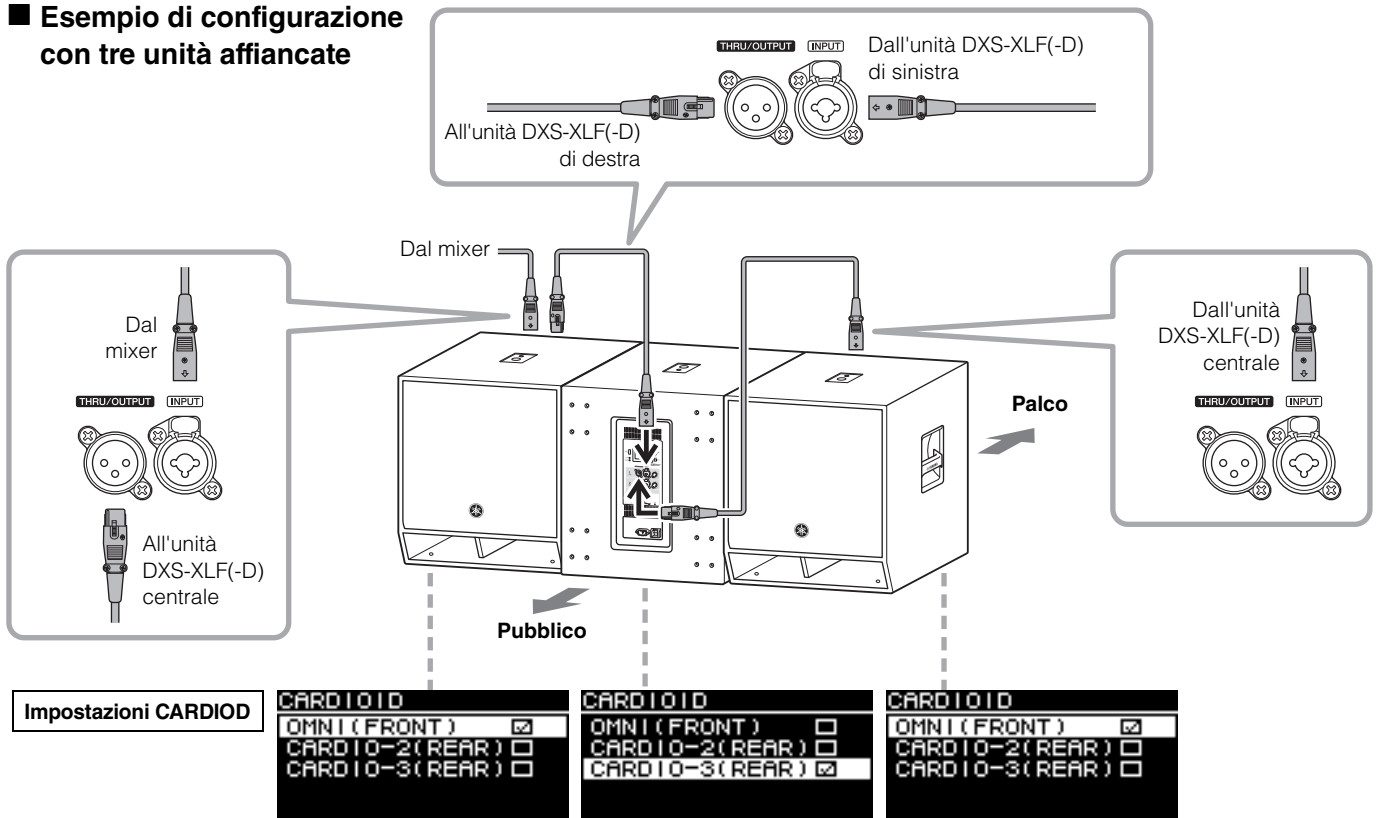 ■ Esempio di configurazione
con tre unità affiancate
THRU/OUTPUT INPUT
Dall'unità DXS-XLF(-D)
di sinistra
All'unità DXS-XLF(-D)
di destra
Dal mixer
Dal
mixer
THRU/OUTPUT INPUT
All'unità
DXS-XLF(-D)
centrale
Dall'unità
DXS-XLF(-D)
centrale
THRU/OUTPUT INPUT
Palco
Pubblico
Impostazioni CARDIOD
CARDIOID
OMNI(FRONT) ☑
CARDIO-2(REAR) ☐
CARDIO-3(REAR) ☐
CARDIOID
OMNI(FRONT) ☐
CARDIO-2(REAR) ☐
CARDIO-3(REAR) ☑
CARDIOID
OMNI(FRONT) ☑
CARDIO-2(REAR) ☐
CARDIO-3(REAR) ☐